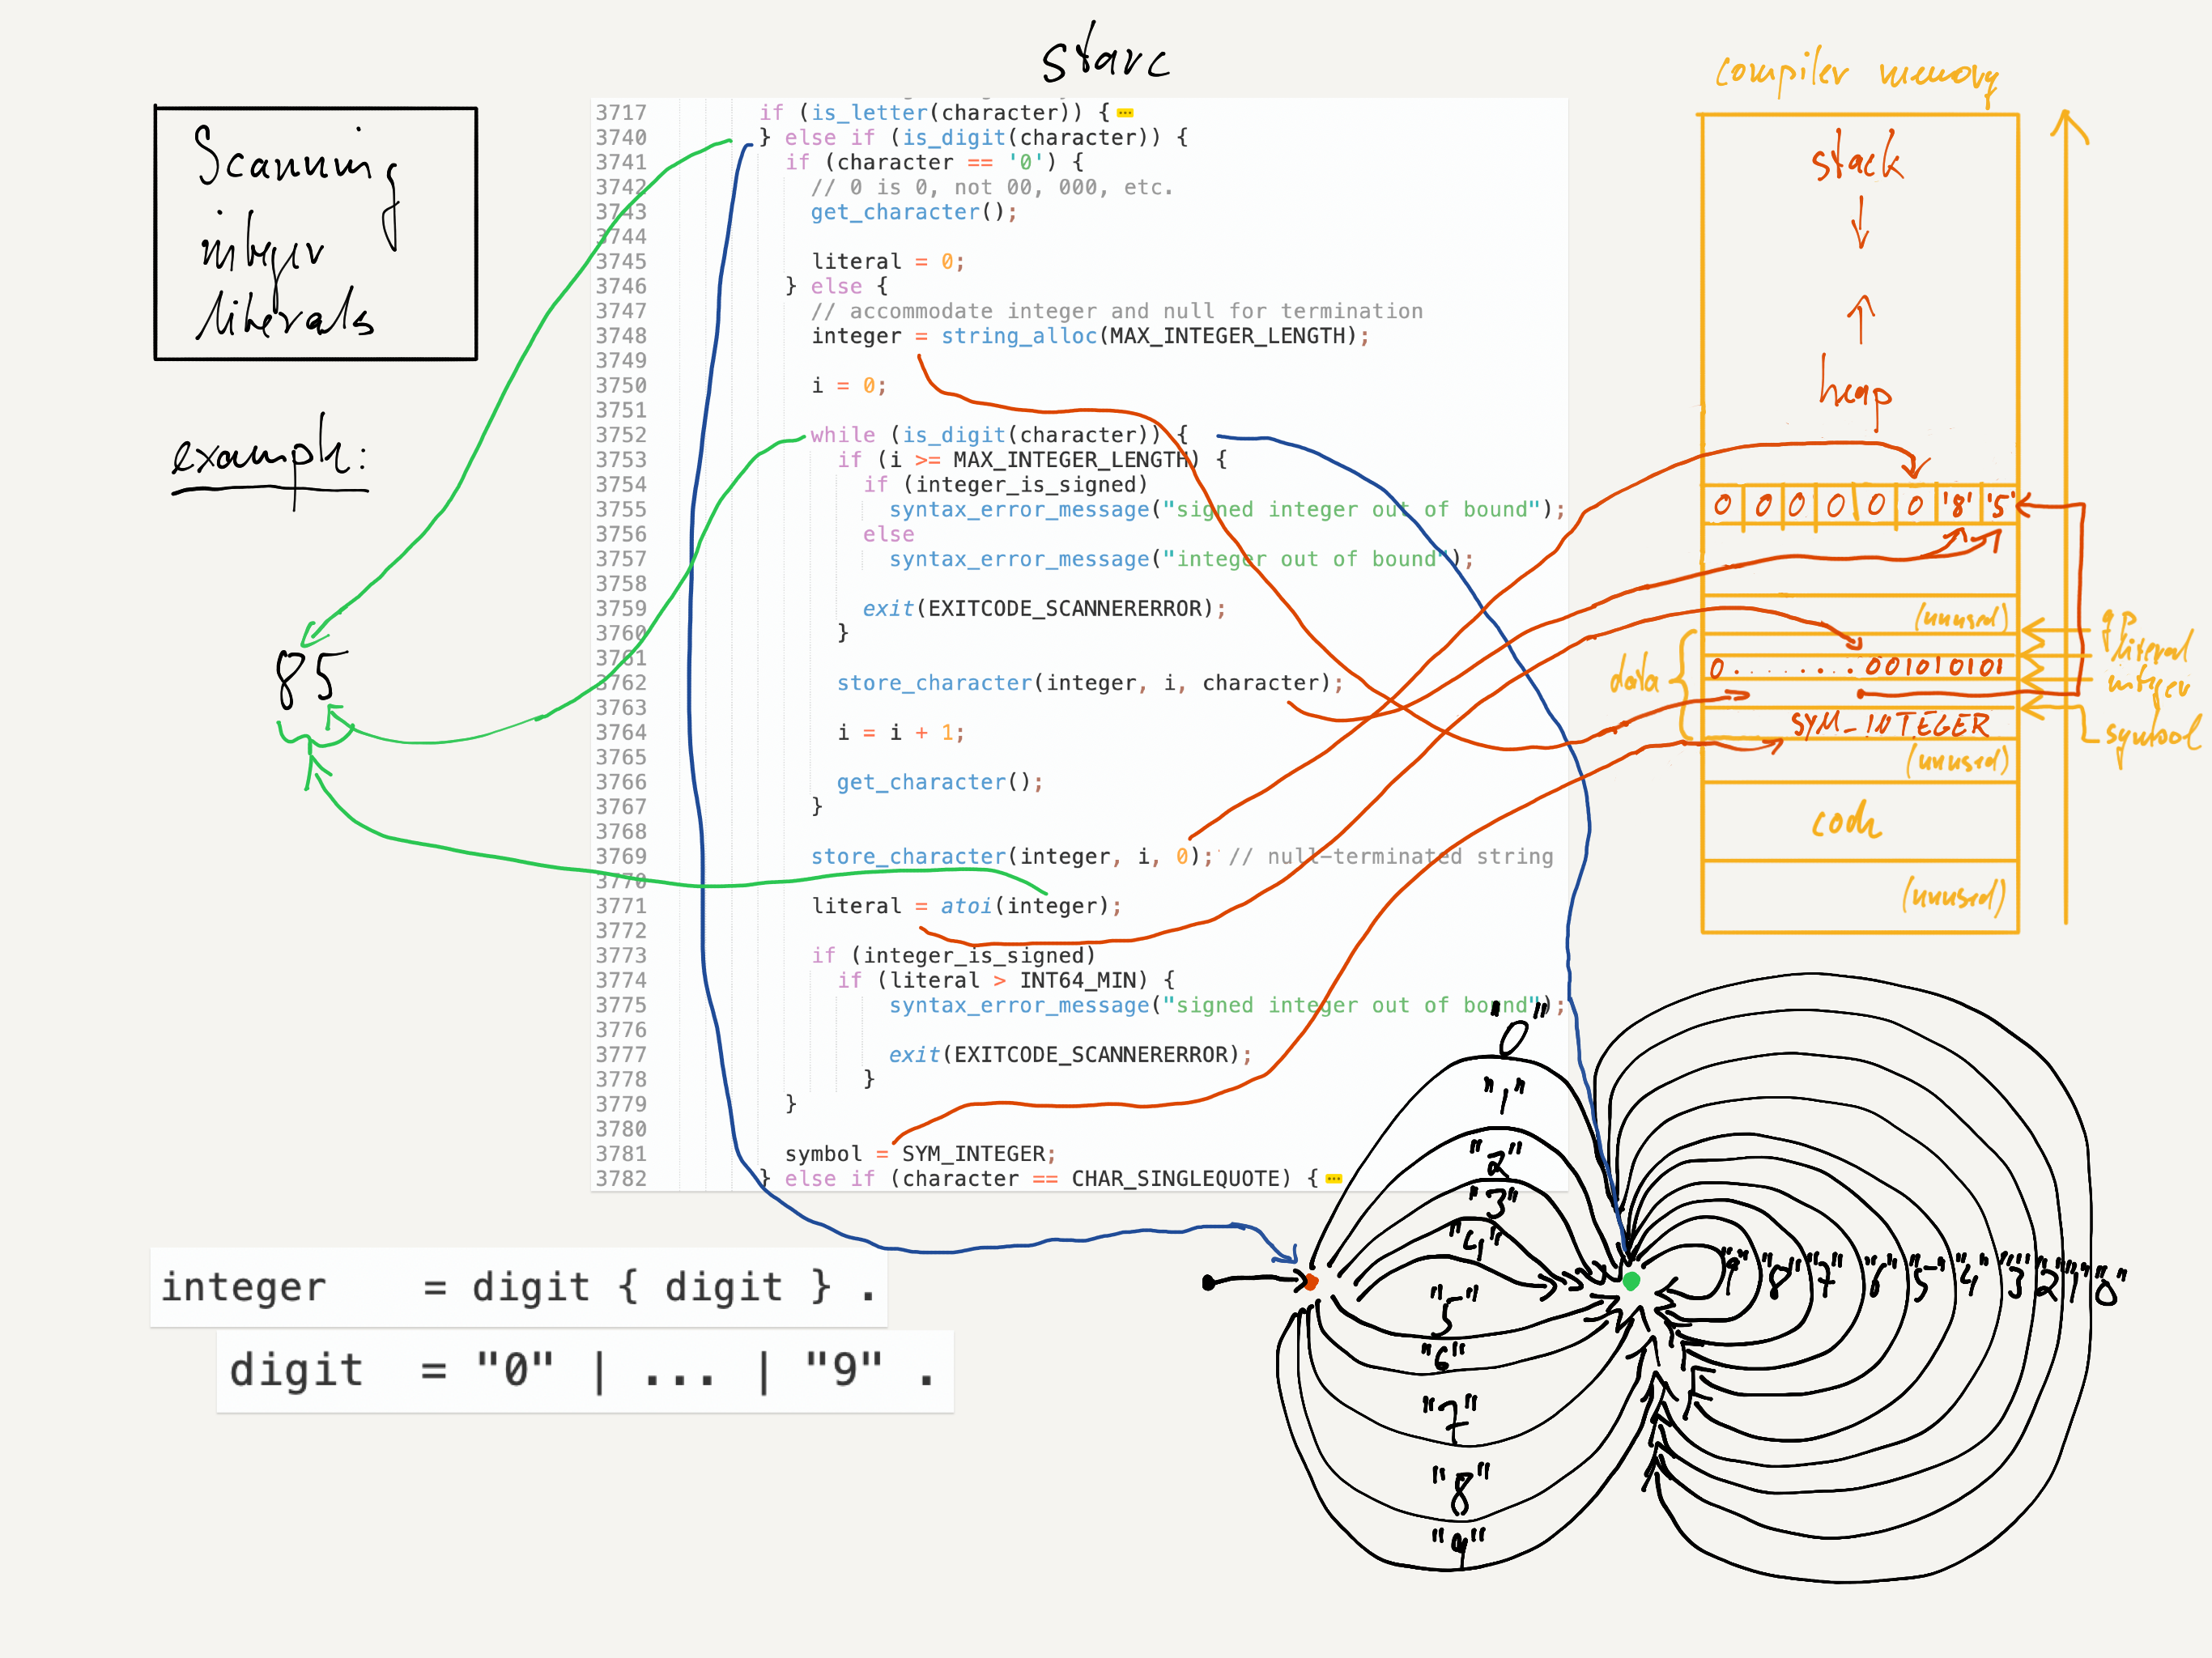 starc
Scanning
integer
literals
example:
85
3717 if (is_letter(character)) {
3740 } else if (is_digit(character)) {
3741 if (character == '0') {
3742 // 0 is 0, not 00, 000, etc.
3743 get_character();
3744
3745 literal = 0;
3746 } else {
3747 // accommodate integer and null for termination
3748 integer = string_alloc(MAX_INTEGER_LENGTH);
3749
3750 i = 0;
3751
3752 while (is_digit(character)) {
3753 if (i >= MAX_INTEGER_LENGTH) {
3754 if (integer_is_signed)
3755 syntax_error_message("signed integer out of bound");
3756 else
3757 syntax_error_message("integer out of bound");
3758
3759 exit(EXITCODE_SCANNERERROR);
3760 }
3761
3762 store_character(integer, i, character);
3763
3764 i = i + 1;
3765
3766 get_character();
3767 }
3768
3769 store_character(integer, i, 0); // null-terminated string
3770
3771 literal = atoi(integer);
3772
3773 if (integer_is_signed)
3774 if (literal > INT64_MIN) {
3775 syntax_error_message("signed integer out of bound");
3776
3777 exit(EXITCODE_SCANNERERROR);
3778 }
3779 }
3780
3781 symbol = SYM_INTEGER;
3782 } else if (character == CHAR_SINGLEQUOTE) {
compiler memory
stack
heap
0 0 0 0 0 0 '8' '5'
(unused)
gp
literal
0........001010101
data
integer
SYM_INTEGER
symbol
(unused)
code
(unused)
integer = digit { digit } .
digit = "0" | ... | "9" .
"0"
"1"
"2"
"3"
"4"
"5"
"6"
"7"
"8"
"9"
"9" "8" "7" "6" "5" "4" "3" "2" "1" "0"